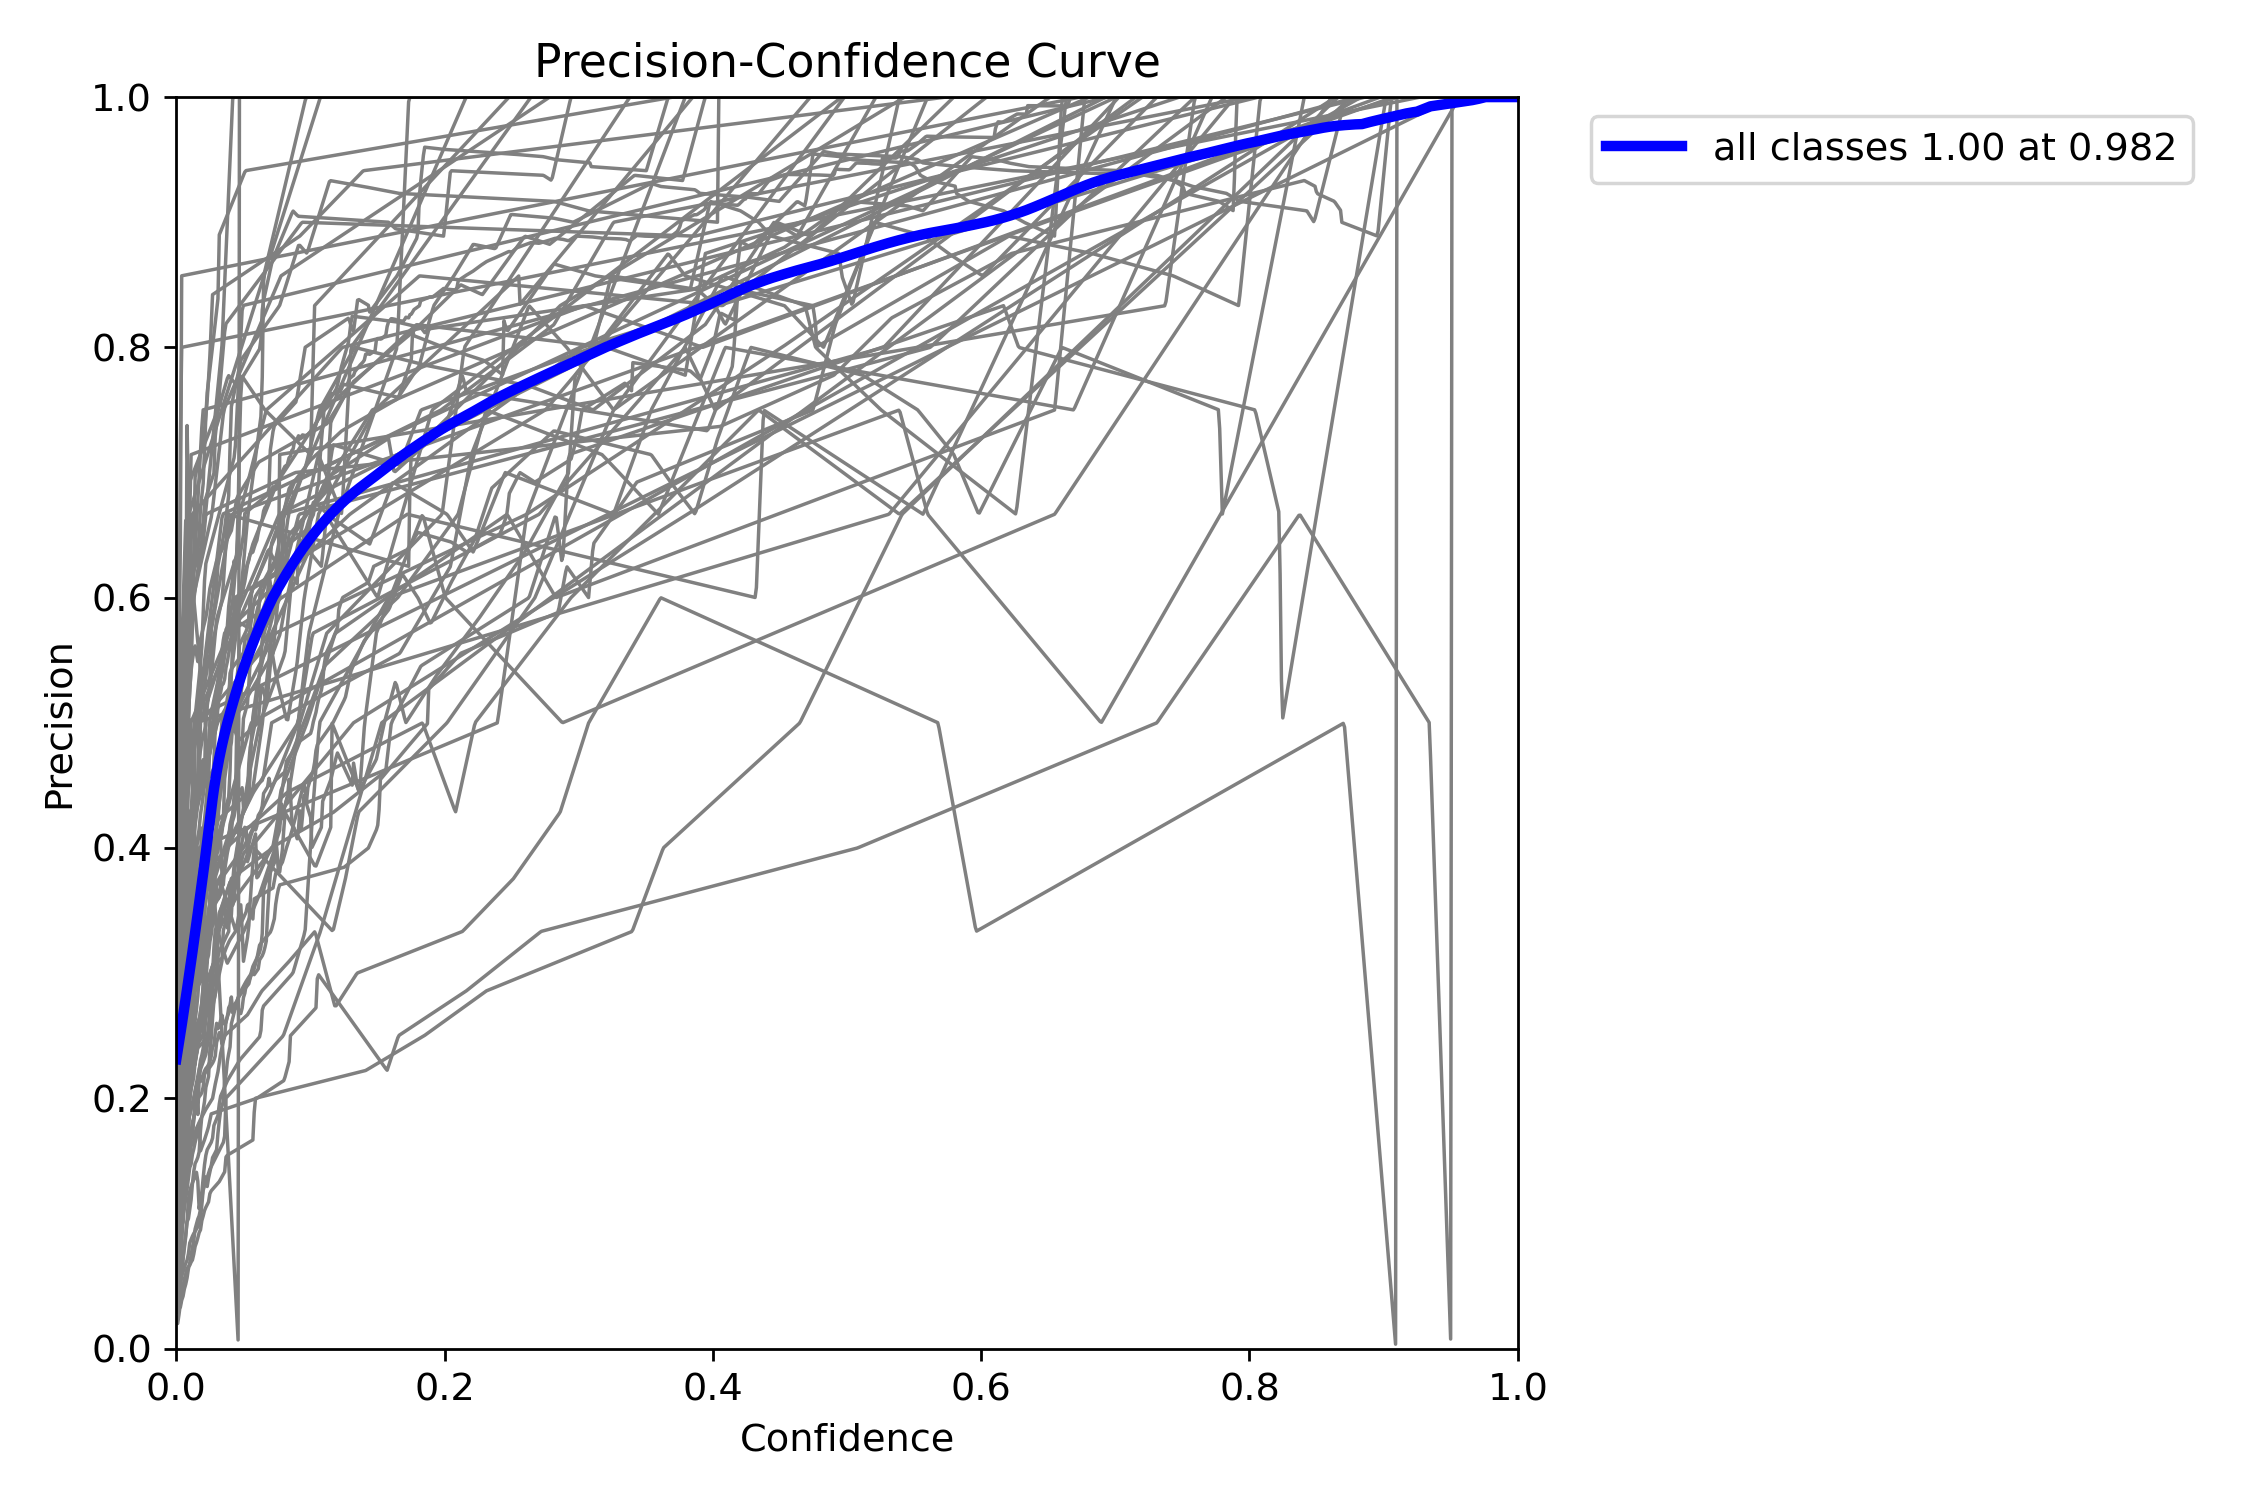 Precision-Confidence Curve
all classes 1.00 at 0.982
Precision
1.0
0.8
0.6
0.4
0.2
0.0
0.0 0.2 0.4 0.6 0.8 1.0
Confidence